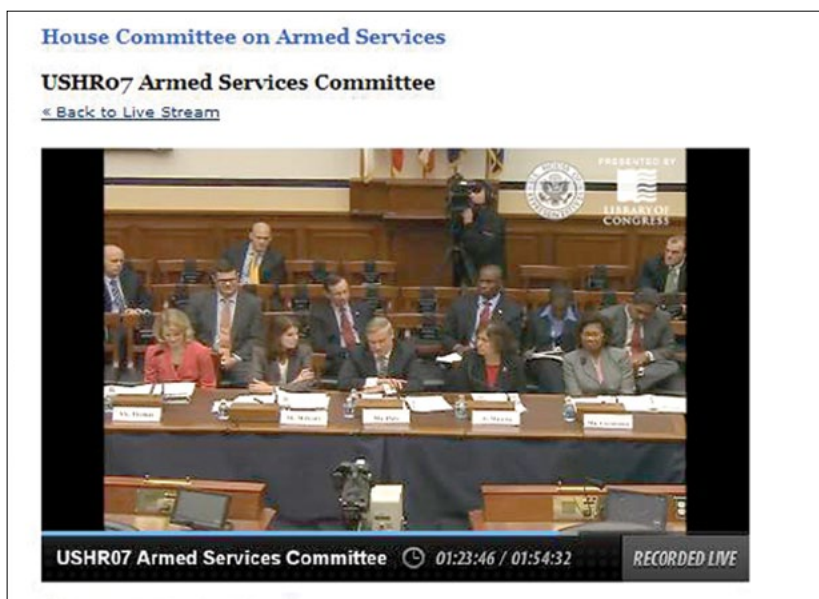 House Committee on Armed Services
USHR07 Armed Services Committee
« Back to Live Stream
PRESENTED BY
LIBRARY OF
CONGRESS
USHR07 Armed Services Committee 01:23:46 / 01:54:32 RECORDED LIVE